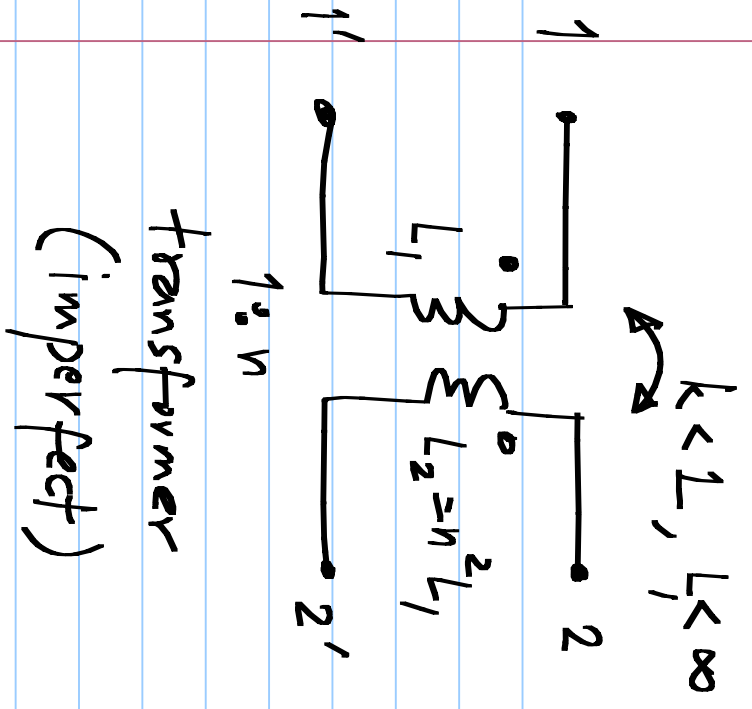 k < 1, L₁ < ∞
1 2
L₁ L₂ = n²L₁
1' 2'
1:n
transformer
(imperfect)